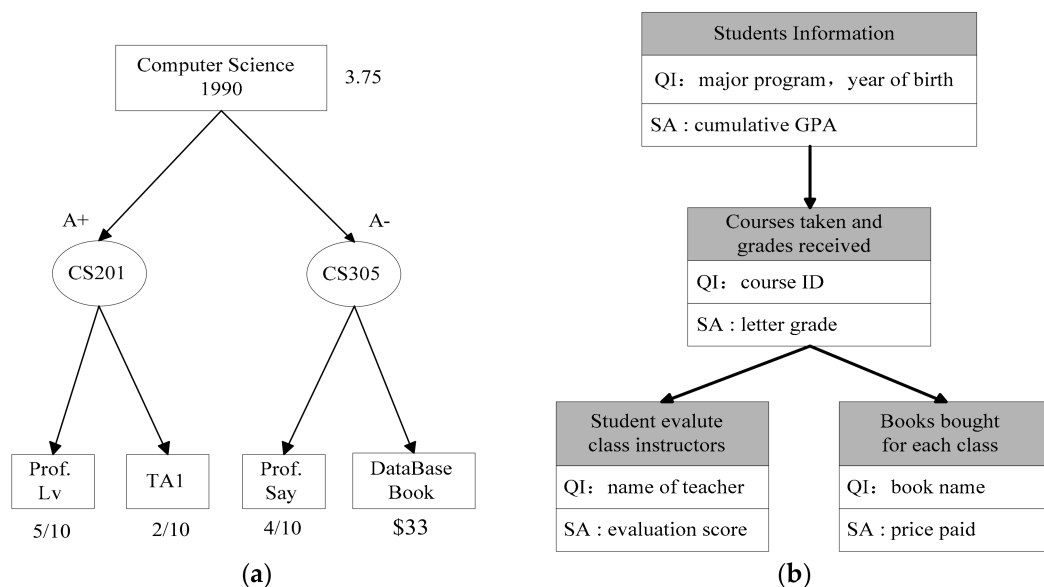 Computer Science
1990
3.75
A+
A-
CS201
CS305
Prof.
Lv
TA1
Prof.
Say
DataBase
Book
5/10
2/10
4/10
$33
(a)
Students Information
QI：major program，year of birth
SA : cumulative GPA
Courses taken and
grades received
QI：course ID
SA : letter grade
Student evalute
class instructors
QI：name of teacher
SA : evaluation score
Books bought
for each class
QI：book name
SA : price paid
(b)